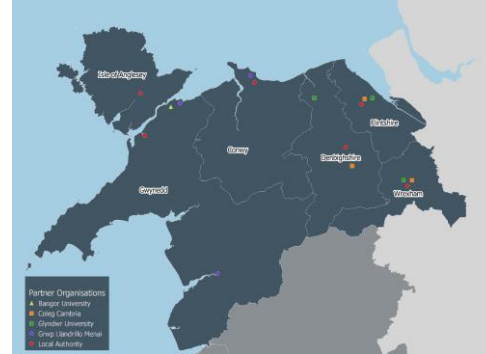 Isle of Anglesey
Flintshire
Conwy
Denbighshire
Gwynedd
Wrexham
Partner Organisations
Bangor University
Coleg Cambria
Glyndwr University
Grwp Llandrillo Menai
Local Authority